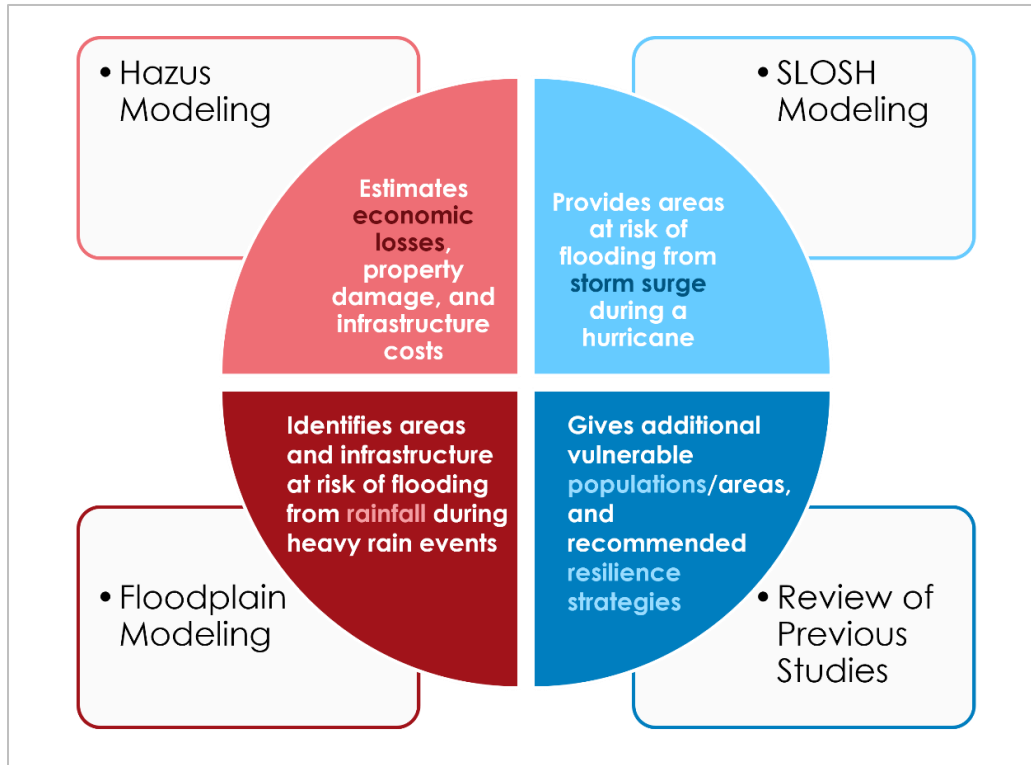 • Hazus
Modeling
Estimates
economic
losses,
property
damage, and
infrastructure
costs
• SLOSH
Modeling
Provides areas
at risk of
flooding from
storm surge
during a
hurricane
Identifies areas
and infrastructure
at risk of flooding
from rainfall during
heavy rain events
• Floodplain
Modeling
Gives additional
vulnerable
populations/areas,
and
recommended
resilience
strategies
• Review of
Previous
Studies